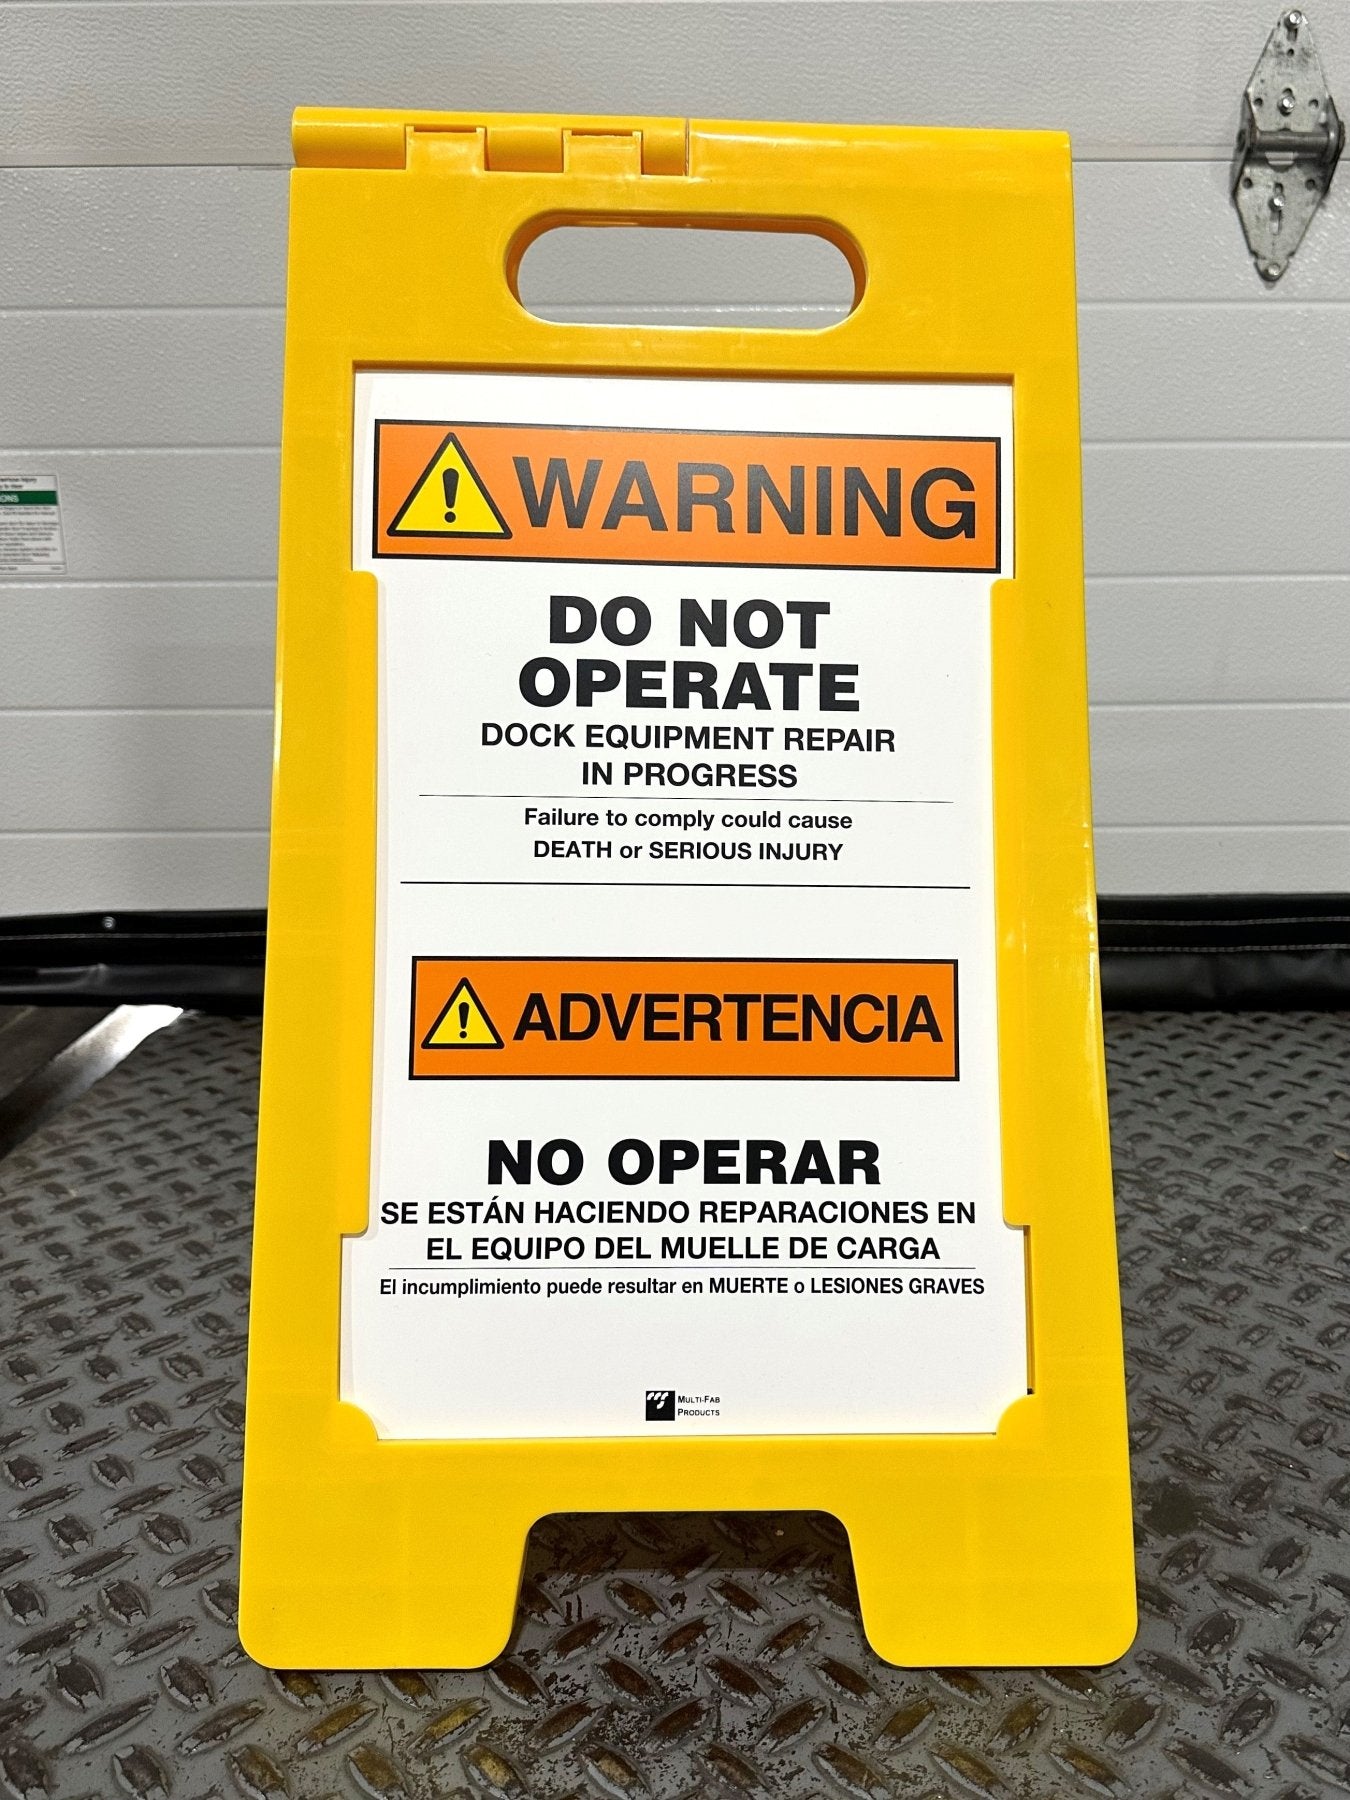 WARNING
DO NOT
OPERATE
DOCK EQUIPMENT REPAIR
IN PROGRESS
Failure to comply could cause
DEATH or SERIOUS INJURY
ADVERTENCIA
NO OPERAR
SE ESTÁN HACIENDO REPARACIONES EN
EL EQUIPO DEL MUELLE DE CARGA
El incumplimiento puede resultar en MUERTE o LESIONES GRAVES
MULTI-FAB
PRODUCTS